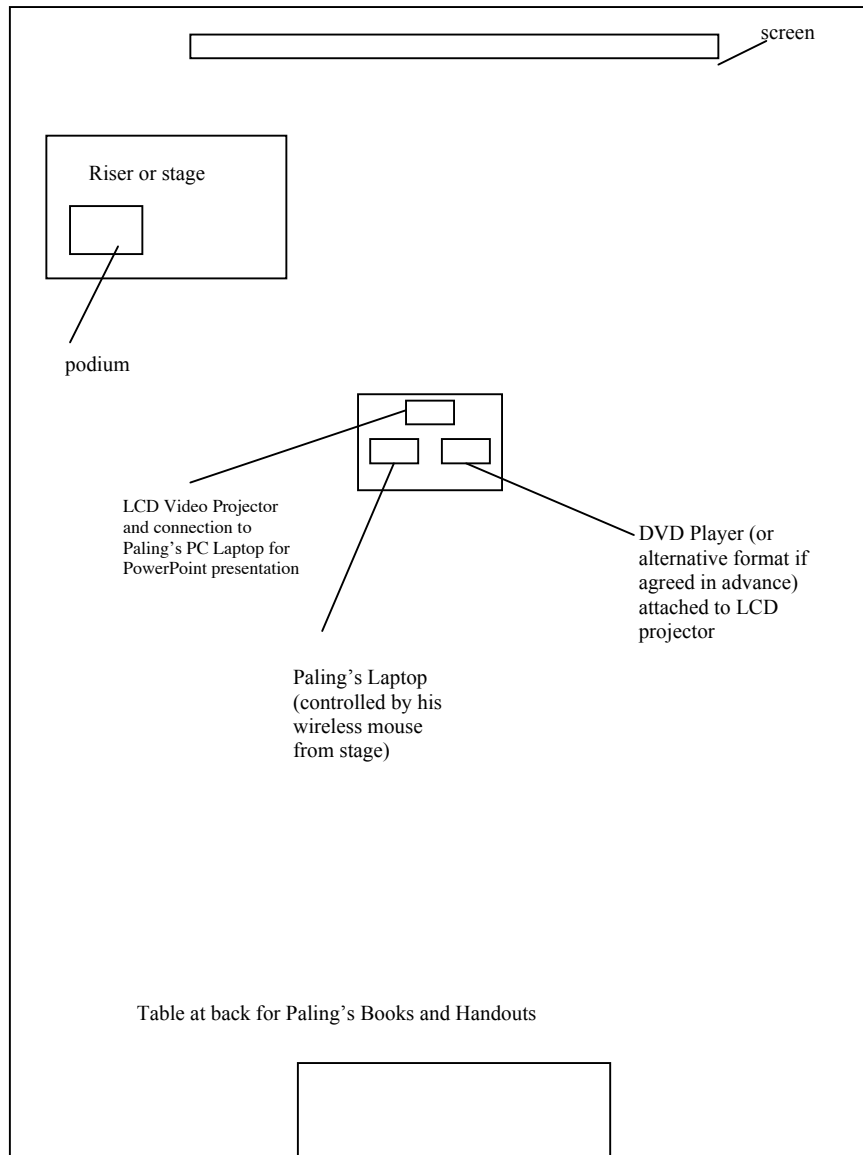 screen
Riser or stage
podium
LCD Video Projector
and connection to
Paling’s PC Laptop for
PowerPoint presentation
DVD Player (or
alternative format if
agreed in advance)
attached to LCD
projector
Paling’s Laptop
(controlled by his
wireless mouse
from stage)
Table at back for Paling’s Books and Handouts